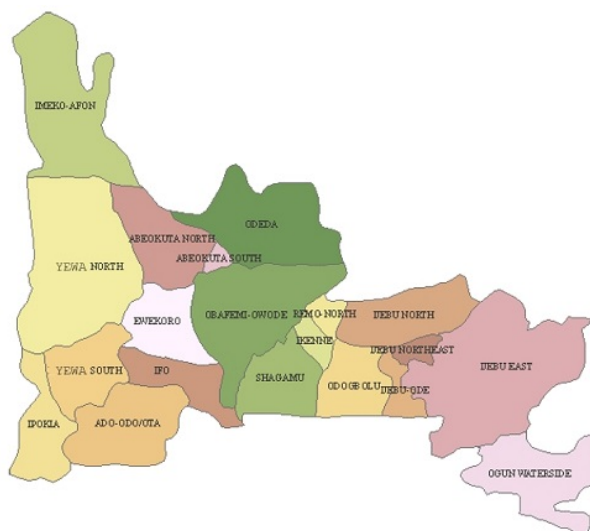 IMEKO-AFON
ODEDA
ABEOKUTA NORTH
ABEOKUTA SOUTH
YEWA NORTH
OBAFEMI-OWODE
REMO-NORTH
IJEBU NORTH
EWEKORO
IKENNE
IJEBU NORTHEAST
IJEBU EAST
YEWA SOUTH
IFO
SHAGAMU
ODOGBOLU
IJEBU-ODE
IPOKIA
ADO-ODO/OTA
OGUN WATERSIDE